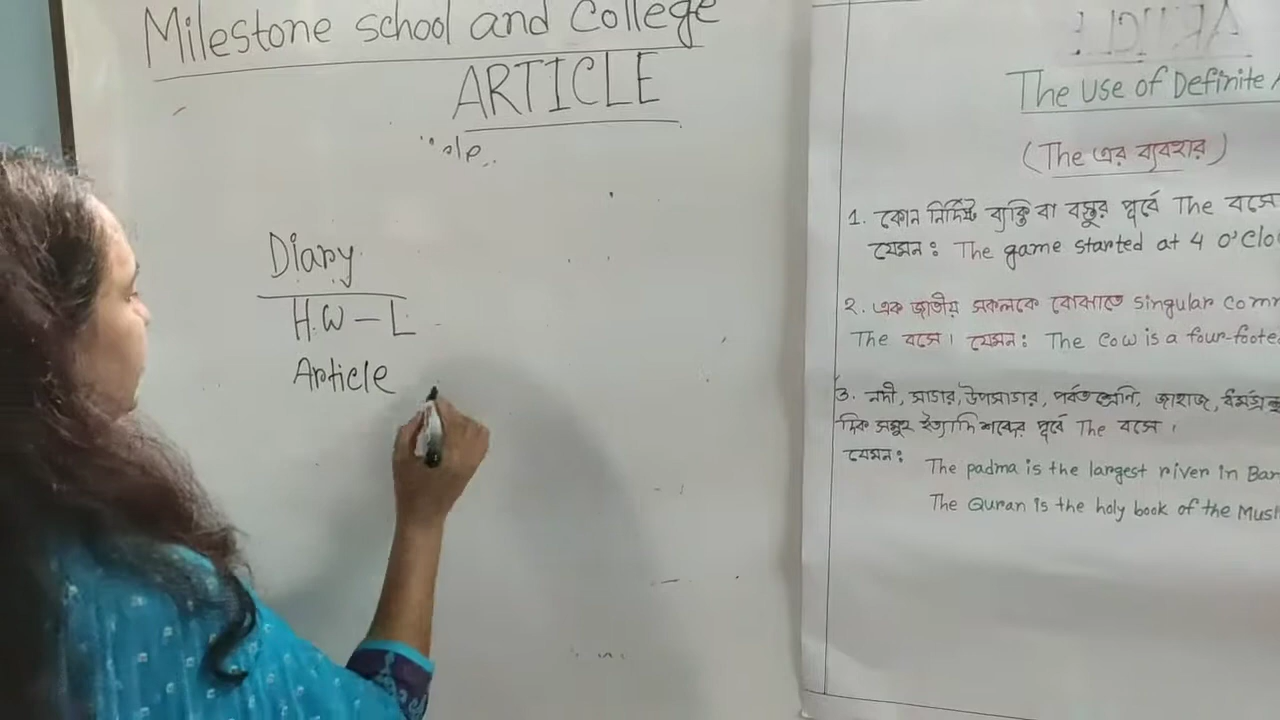 Milestone school and College
ARTICLE
Diary
H.W - L
Article
The Use of Definite
(The এর ব্যবহার)
1. কোন নির্দিষ্ট ব্যক্তি বা বস্তুর পূর্বে The বসে
যেমন : The game started at 4 O'Clo
২. এক জাতীয় সকলকে বোঝাতে singular comm
The বসে। যেমন : The Cow is a four-foote
৩. নদী, সাগর, উপসাগর, পর্বতশ্রেণি, জাহাজ, ধর্মগ্র
দিক সমূহ ইত্যাদি শব্দের পূর্বে The বসে।
যেমন :
The padma is the largest river in Ban
The Quran is the holy book of the Musl